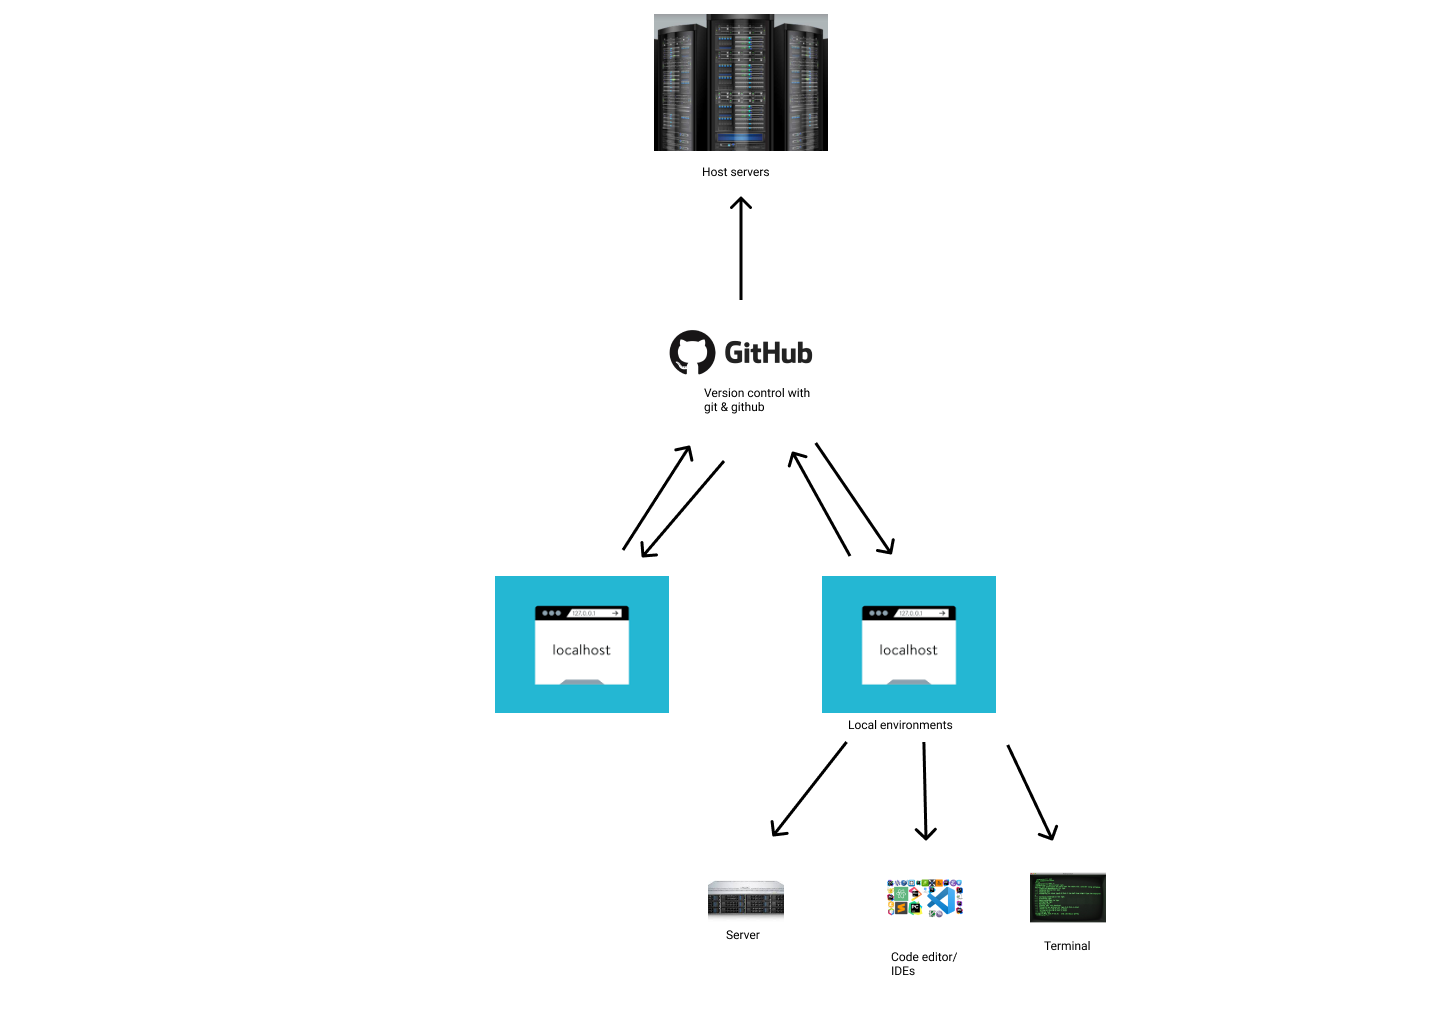 Host servers
GitHub
Version control with
git & github
127.0.0.1
localhost
127.0.0.1
localhost
Local environments
Server
PC
Code editor/
IDEs
Terminal